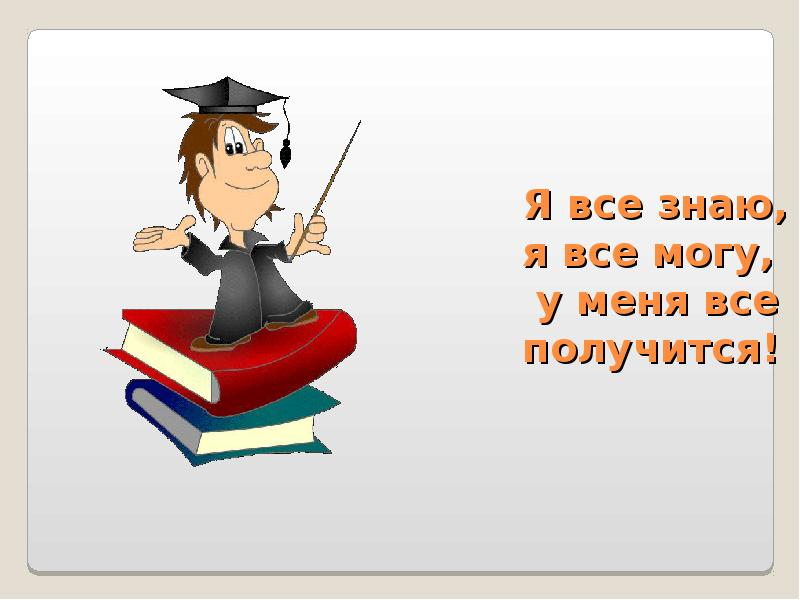 Я все знаю,
я все могу,
у меня все
получится!